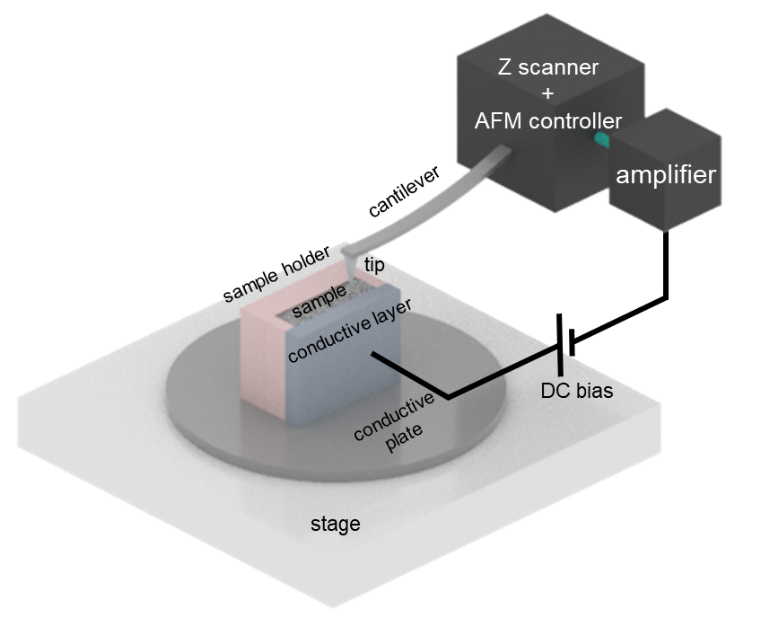 Z scanner
+
AFM controller
amplifier
cantilever
sample holder
tip
sample
conductive layer
DC bias
conductive
plate
stage